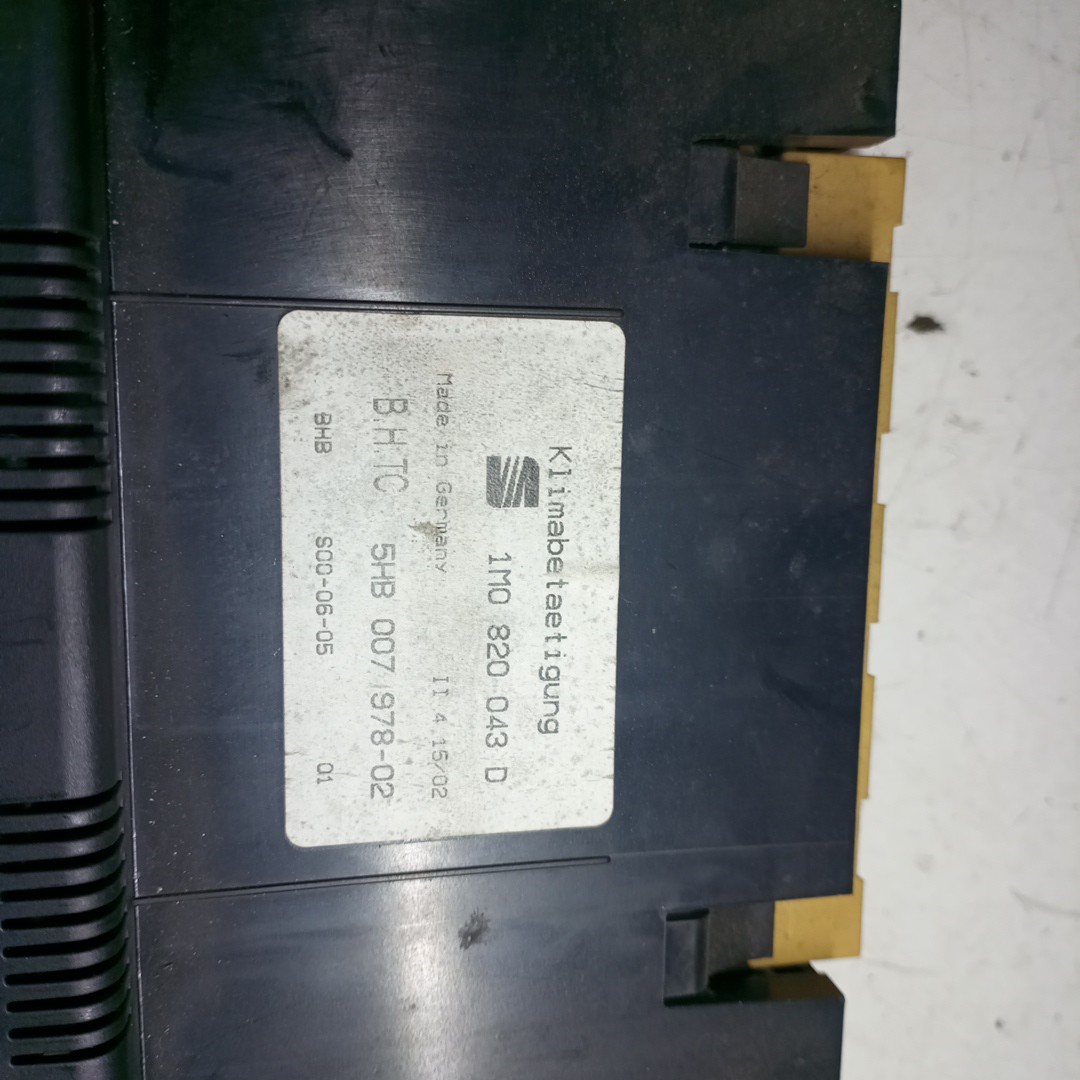 Klimabetaetigung
1M0 820 043 D
Made in Germany II 4 15/02
B.H.TC 5HB 007 978-02
BHB S00-06-05 01